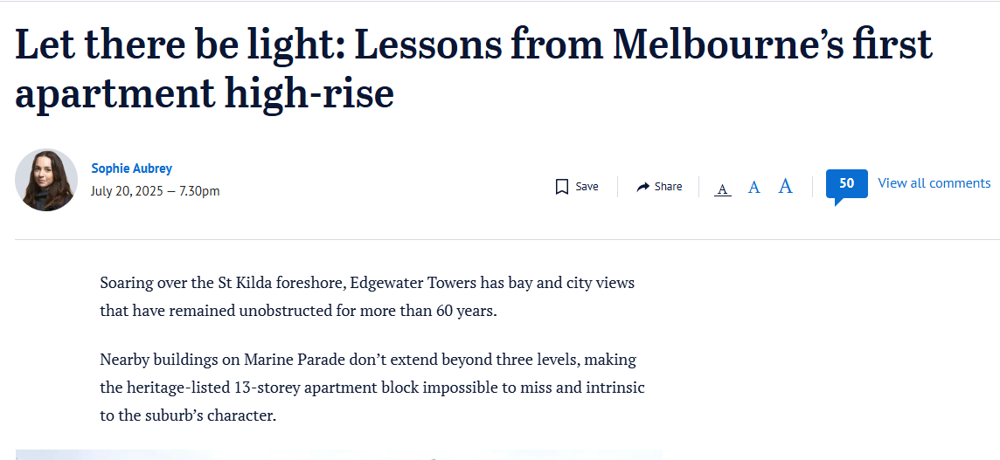 Let there be light: Lessons from Melbourne’s first
apartment high-rise
Sophie Aubrey
July 20, 2025 — 7.30pm
Save
Share
A
A
A
50
View all comments
Soaring over the St Kilda foreshore, Edgewater Towers has bay and city views
that have remained unobstructed for more than 60 years.
Nearby buildings on Marine Parade don’t extend beyond three levels, making
the heritage-listed 13-storey apartment block impossible to miss and intrinsic
to the suburb’s character.